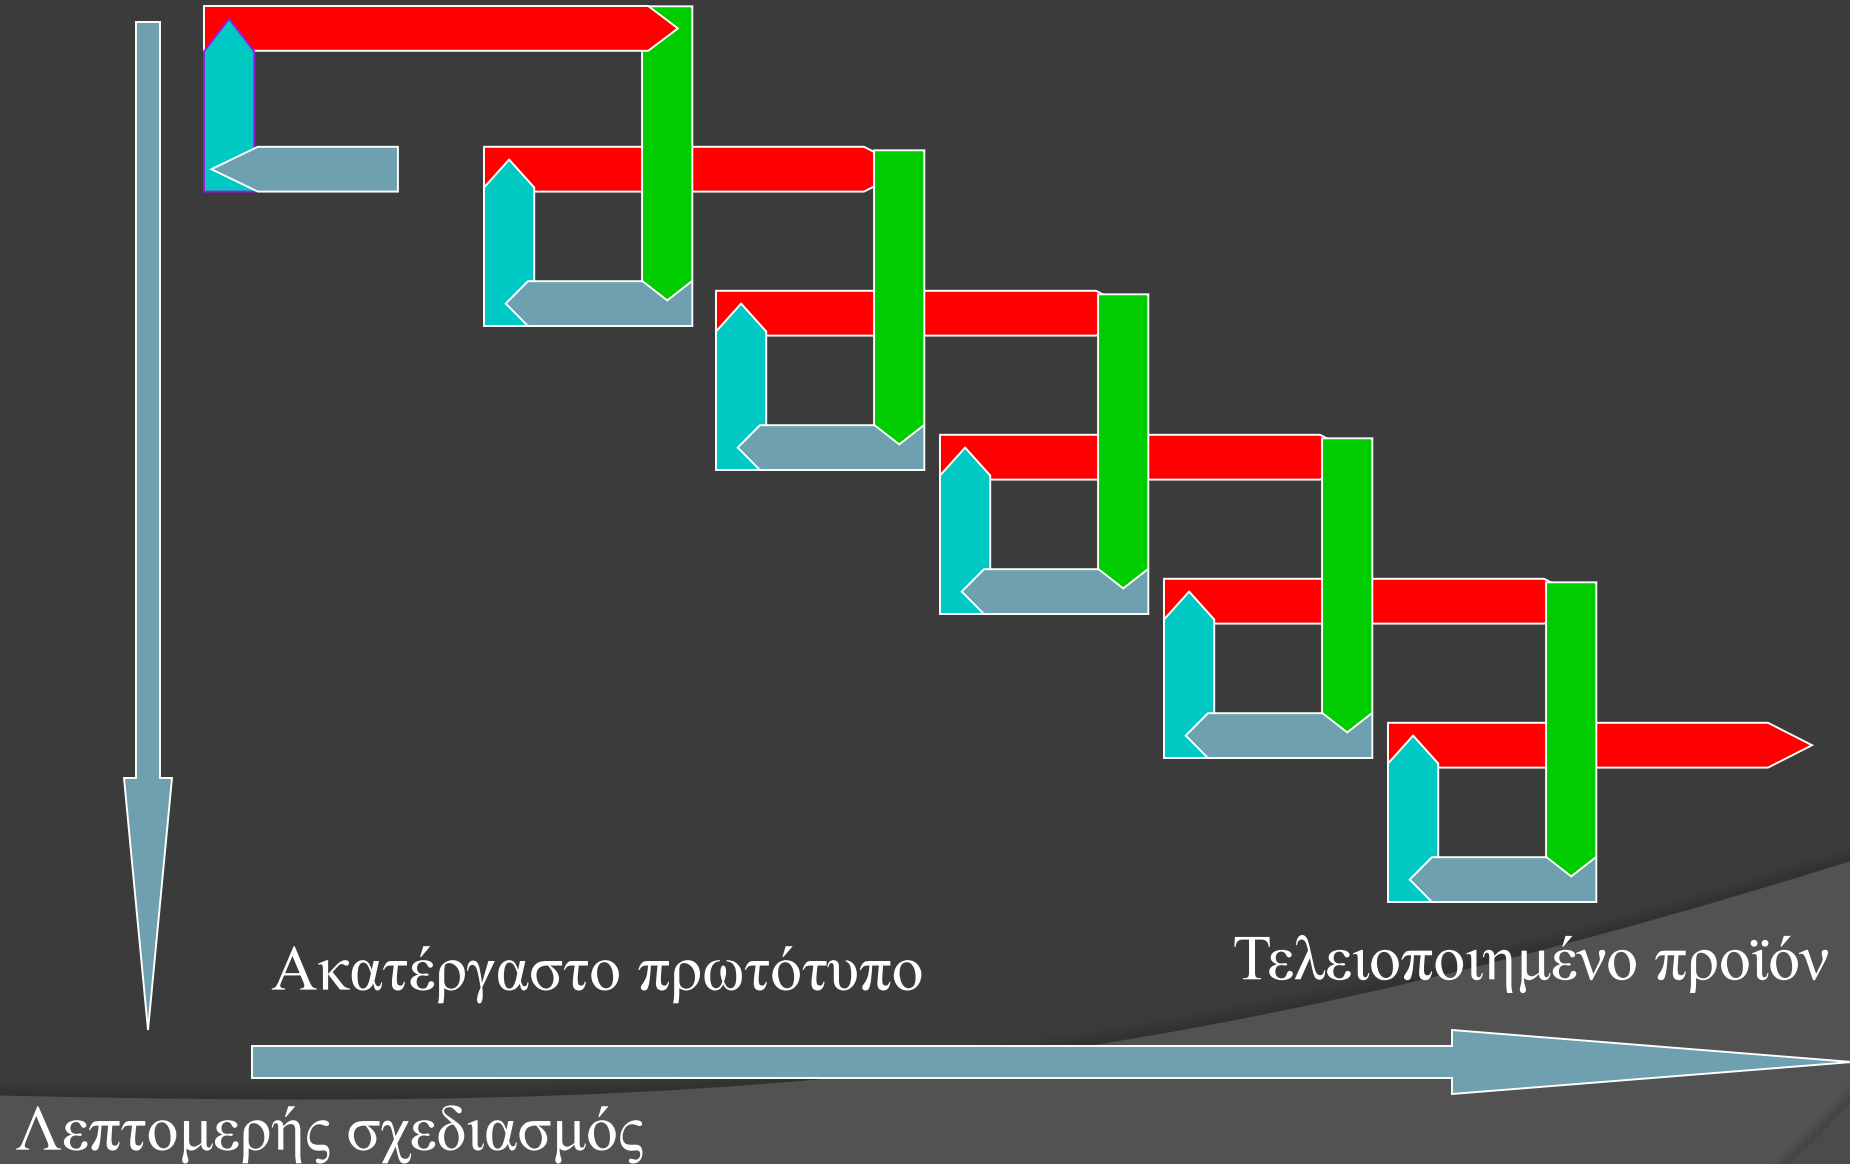 Ακατέργαστο πρωτότυπο
Τελειοποιημένο προϊόν
Λεπτομερής σχεδιασμός